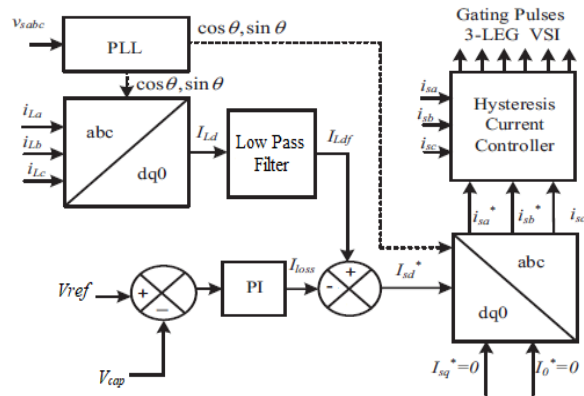 v_sabc
PLL
cosθ, sinθ
cosθ, sinθ
Gating Pulses
3-LEG VSI
i_La
i_Lb
i_Lc
abc
dq0
I_Ld
Low Pass
Filter
I_Ldf
i_sa
i_sb
i_sc
Hysteresis
Current
Controller
i_sa*
i_sb*
Vref
+
−
V_cap
PI
I_loss
-
+
I_sd*
abc
dq0
I_sq*=0
I_0*=0